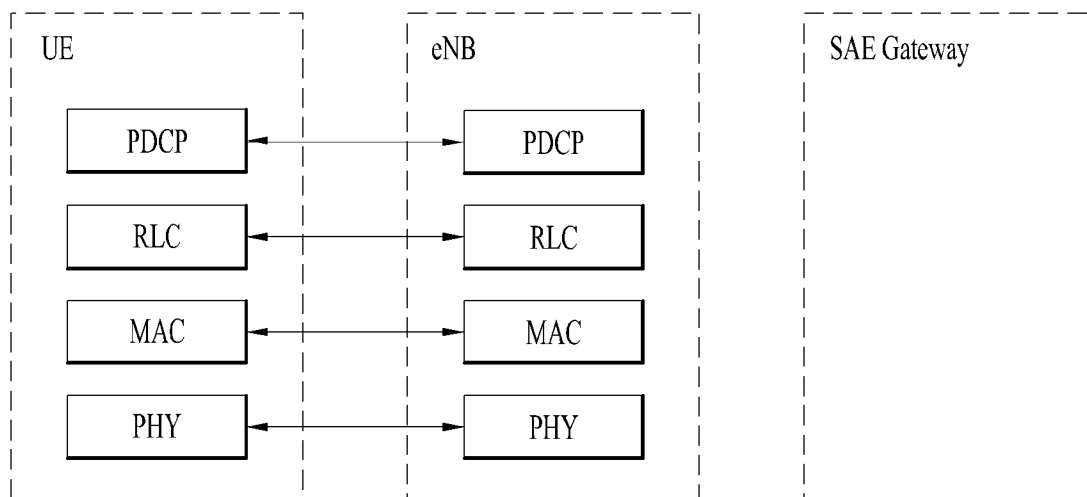 UE
eNB
SAE Gateway
PDCP
PDCP
RLC
RLC
MAC
MAC
PHY
PHY